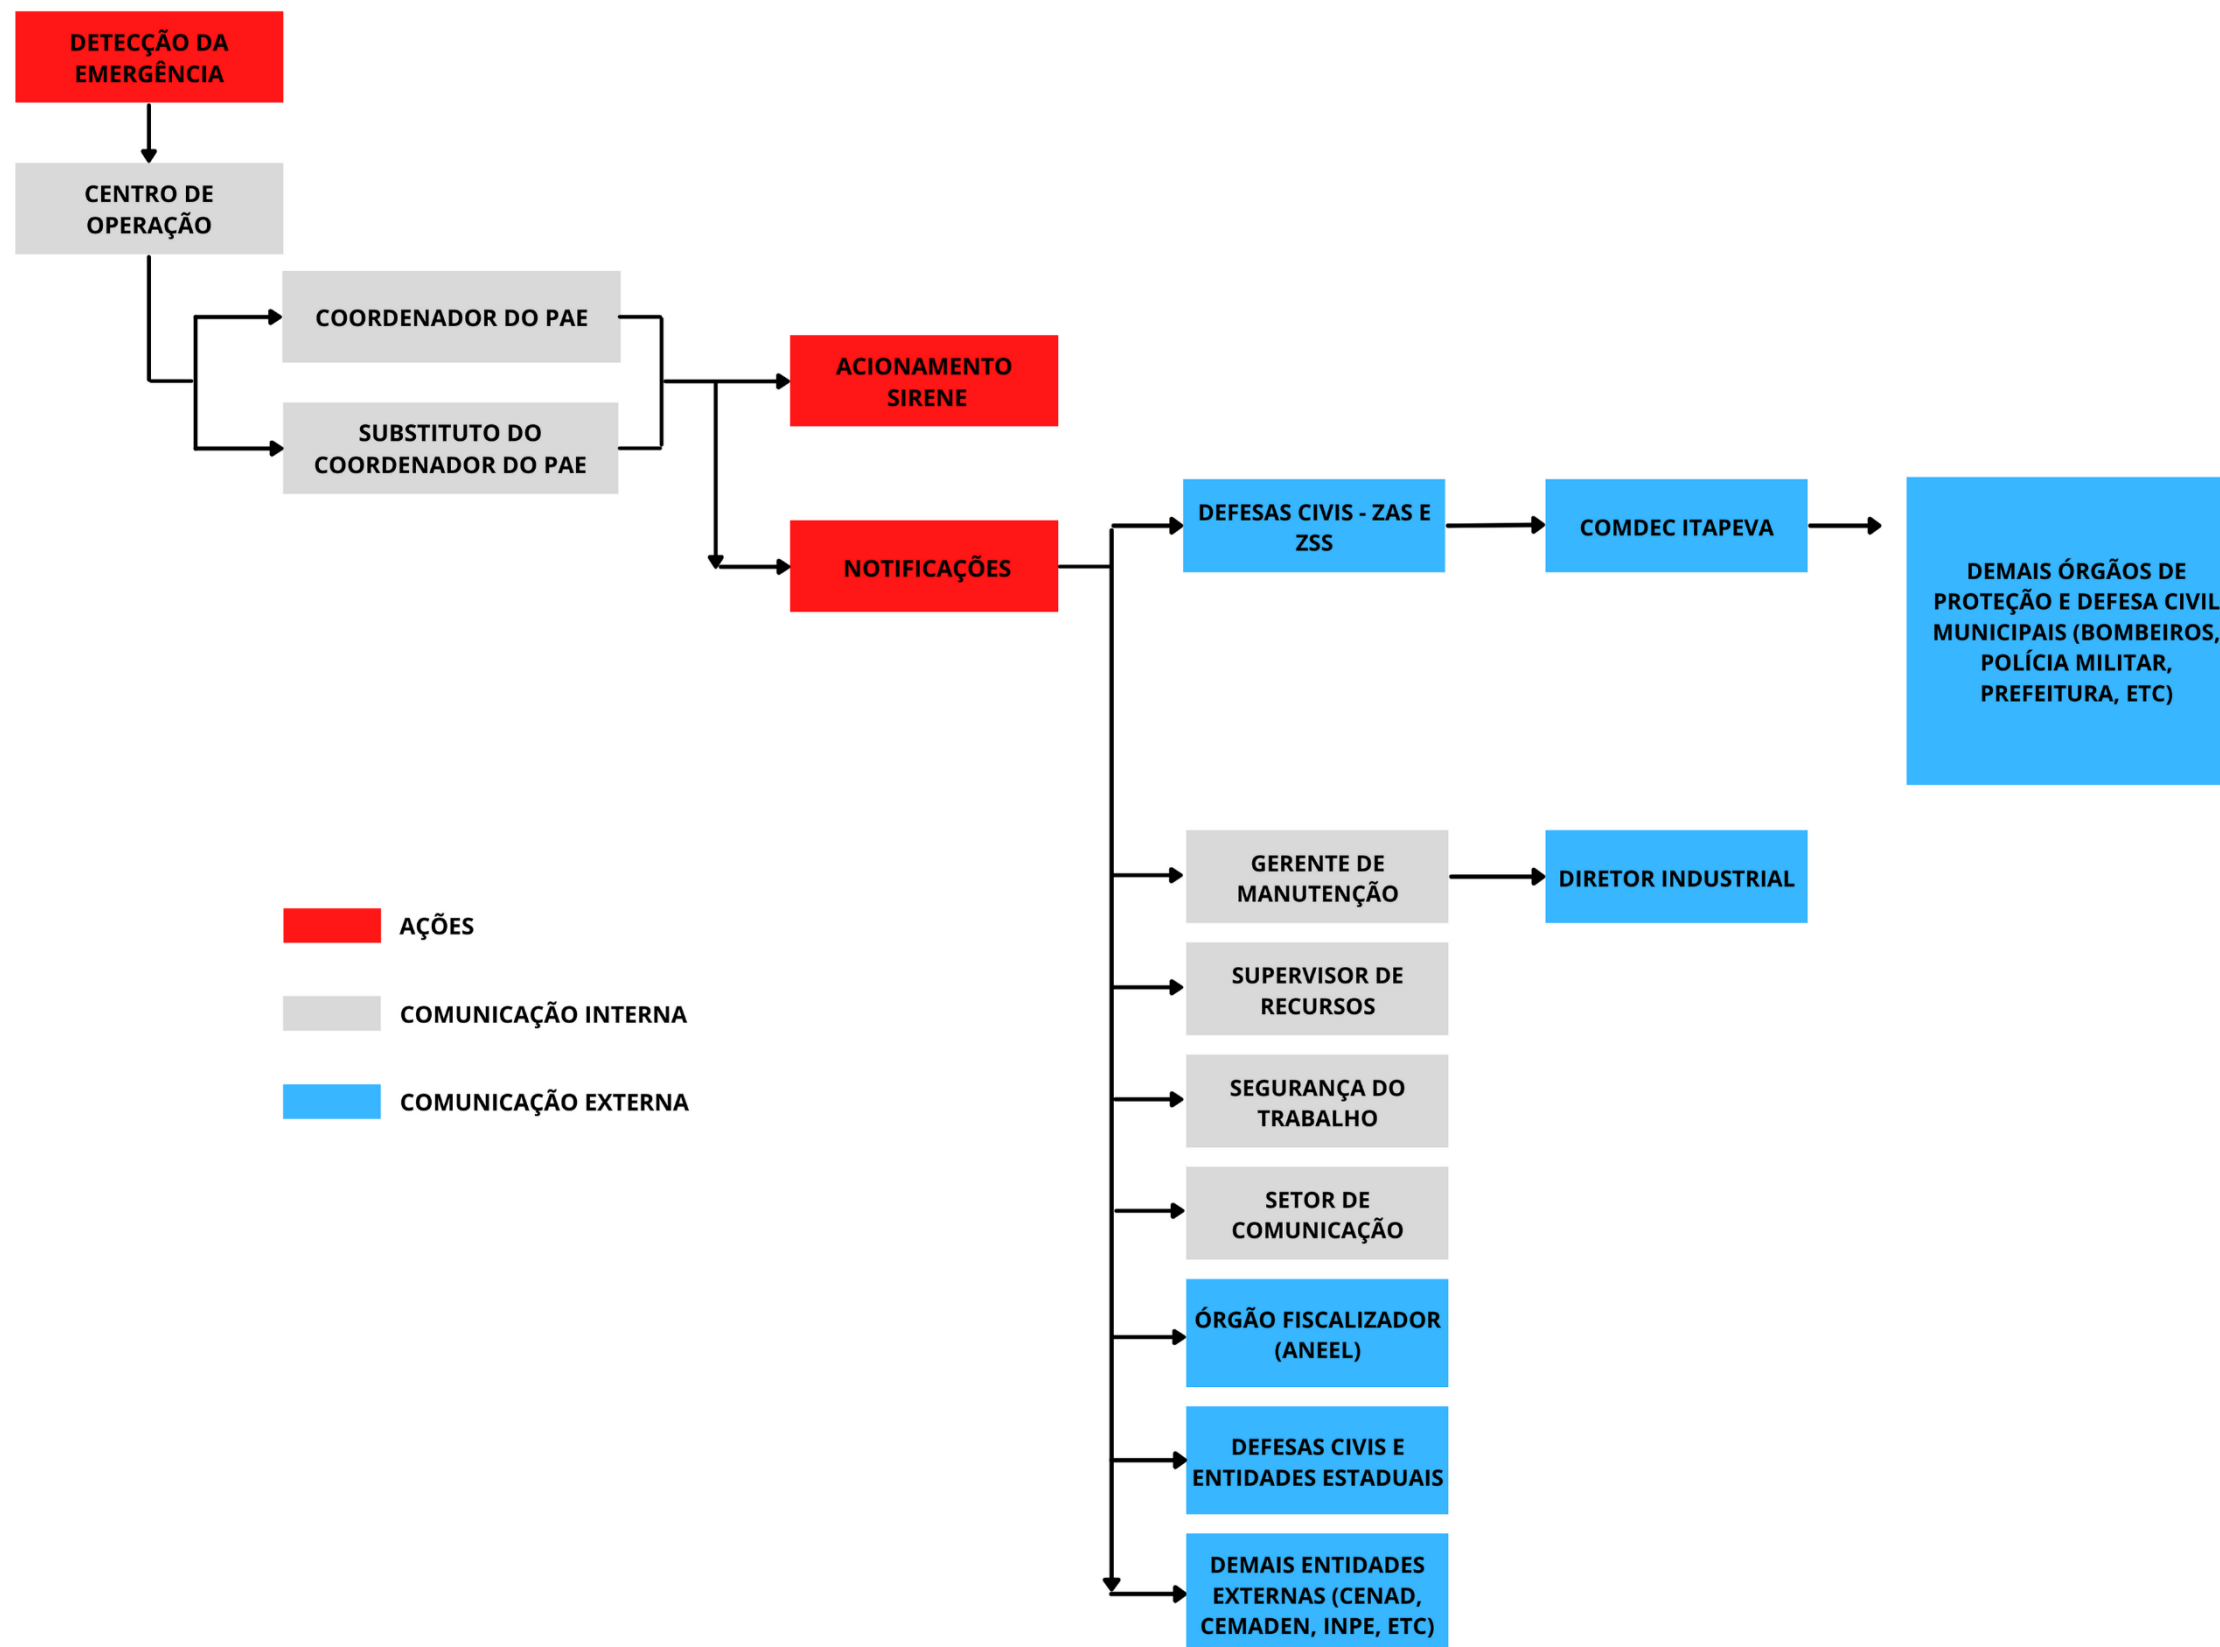 DETECÇÃO DA
EMERGÊNCIA
CENTRO DE
OPERAÇÃO
COORDENADOR DO PAE
SUBSTITUTO DO
COORDENADOR DO PAE
ACIONAMENTO
SIRENE
NOTIFICAÇÕES
DEFESAS CIVIS - ZAS E
ZSS
COMDEC ITAPEVA
DEMAIS ÓRGÃOS DE
PROTEÇÃO E DEFESA CIVIL
MUNICIPAIS (BOMBEIROS,
POLÍCIA MILITAR,
PREFEITURA, ETC)
GERENTE DE
MANUTENÇÃO
DIRETOR INDUSTRIAL
SUPERVISOR DE
RECURSOS
SEGURANÇA DO
TRABALHO
SETOR DE
COMUNICAÇÃO
ÓRGÃO FISCALIZADOR
(ANEEL)
DEFESAS CIVIS E
ENTIDADES ESTADUAIS
DEMAIS ENTIDADES
EXTERNAS (CENAD,
CEMADEN, INPE, ETC)
AÇÕES
COMUNICAÇÃO INTERNA
COMUNICAÇÃO EXTERNA